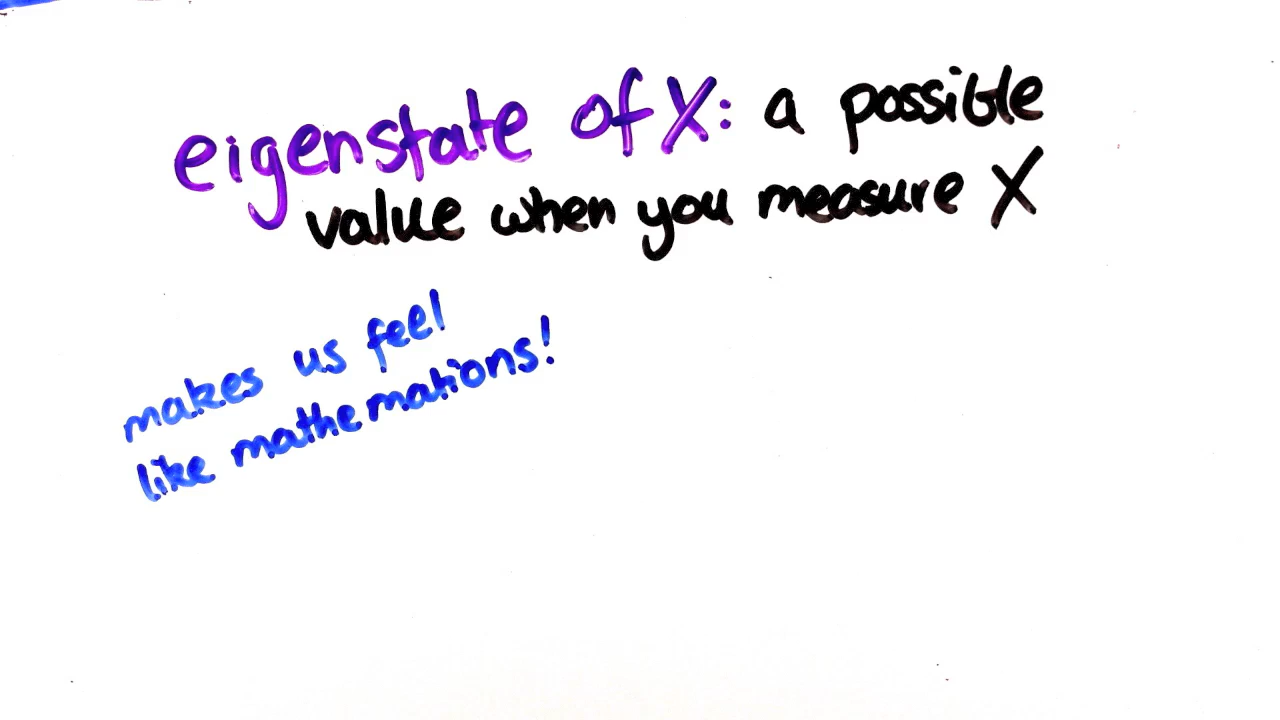 eigenstate of X: a possible
value when you measure X
makes us feel
like mathemations!